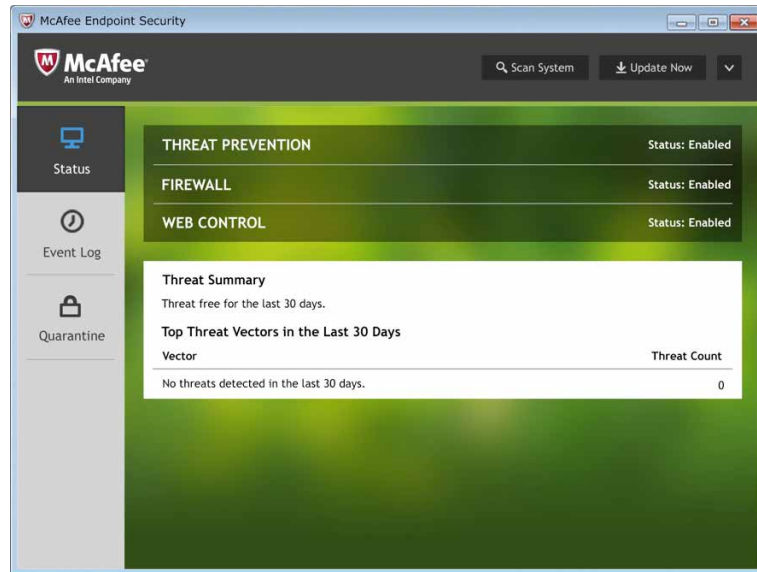 McAfee Endpoint Security
McAfee
An Intel Company
Scan System
Update Now
Status
Event Log
Quarantine
THREAT PREVENTION Status: Enabled
FIREWALL Status: Enabled
WEB CONTROL Status: Enabled
Threat Summary
Threat free for the last 30 days.
Top Threat Vectors in the Last 30 Days
Vector Threat Count
No threats detected in the last 30 days. 0